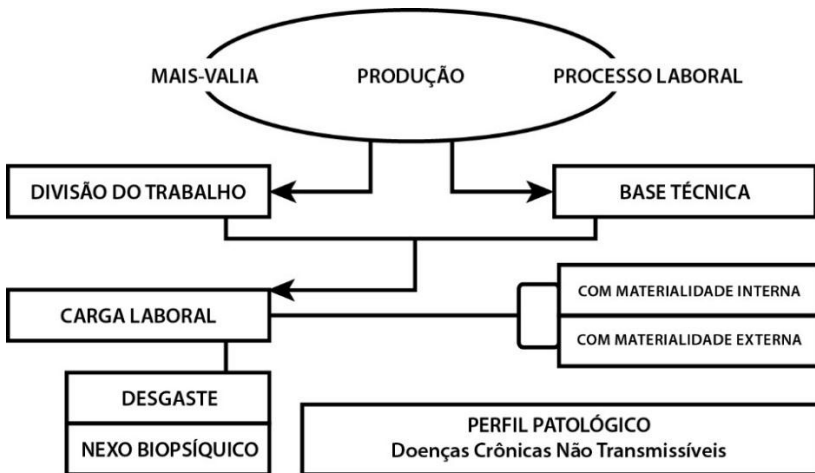 MAIS-VALIA PRODUÇÃO PROCESSO LABORAL
DIVISÃO DO TRABALHO BASE TÉCNICA
COM MATERIALIDADE INTERNA
CARGA LABORAL
COM MATERIALIDADE EXTERNA
DESGASTE
NEXO BIOPSÍQUICO
PERFIL PATOLÓGICO
Doenças Crônicas Não Transmissíveis